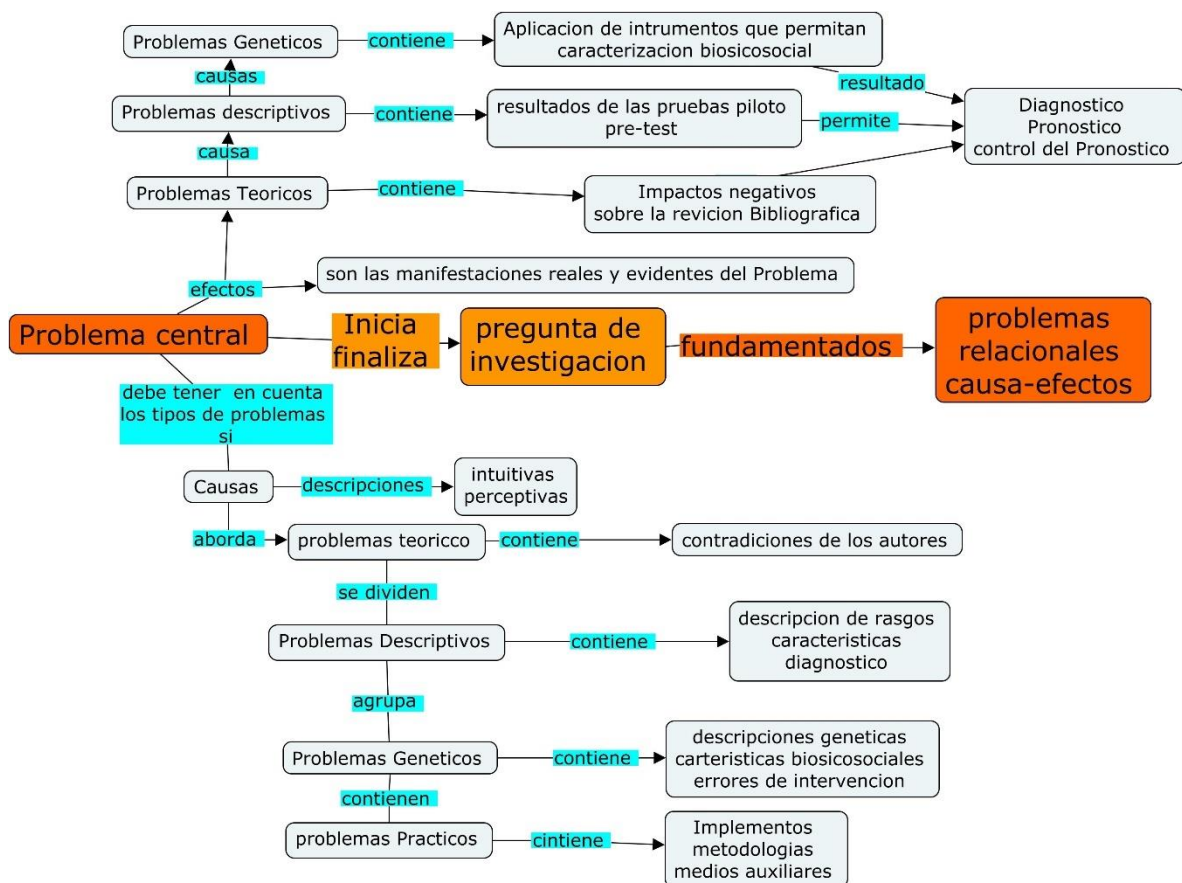 Problemas Geneticos
contiene
Aplicacion de intrumentos que permitan
caracterizacion biosicosocial
causas
resultado
Problemas descriptivos
contiene
resultados de las pruebas piloto
pre-test
permite
Diagnostico
Pronostico
control del Pronostico
causa
Problemas Teoricos
contiene
Impactos negativos
sobre la revicion Bibliografica
efectos
son las manifestaciones reales y evidentes del Problema
Problema central
Inicia
finaliza
pregunta de
investigacion
fundamentados
problemas
relacionales
causa-efectos
debe tener en cuenta
los tipos de problemas
si
Causas
descripciones
intuitivas
perceptivas
aborda
problemas teoricco
contiene
contradiciones de los autores
se dividen
Problemas Descriptivos
contiene
descripcion de rasgos
caracteristicas
diagnostico
agrupa
Problemas Geneticos
contiene
descripciones geneticas
carteristicas biosicosociales
errores de intervencion
contienen
problemas Practicos
cintiene
Implementos
metodologias
medios auxiliares